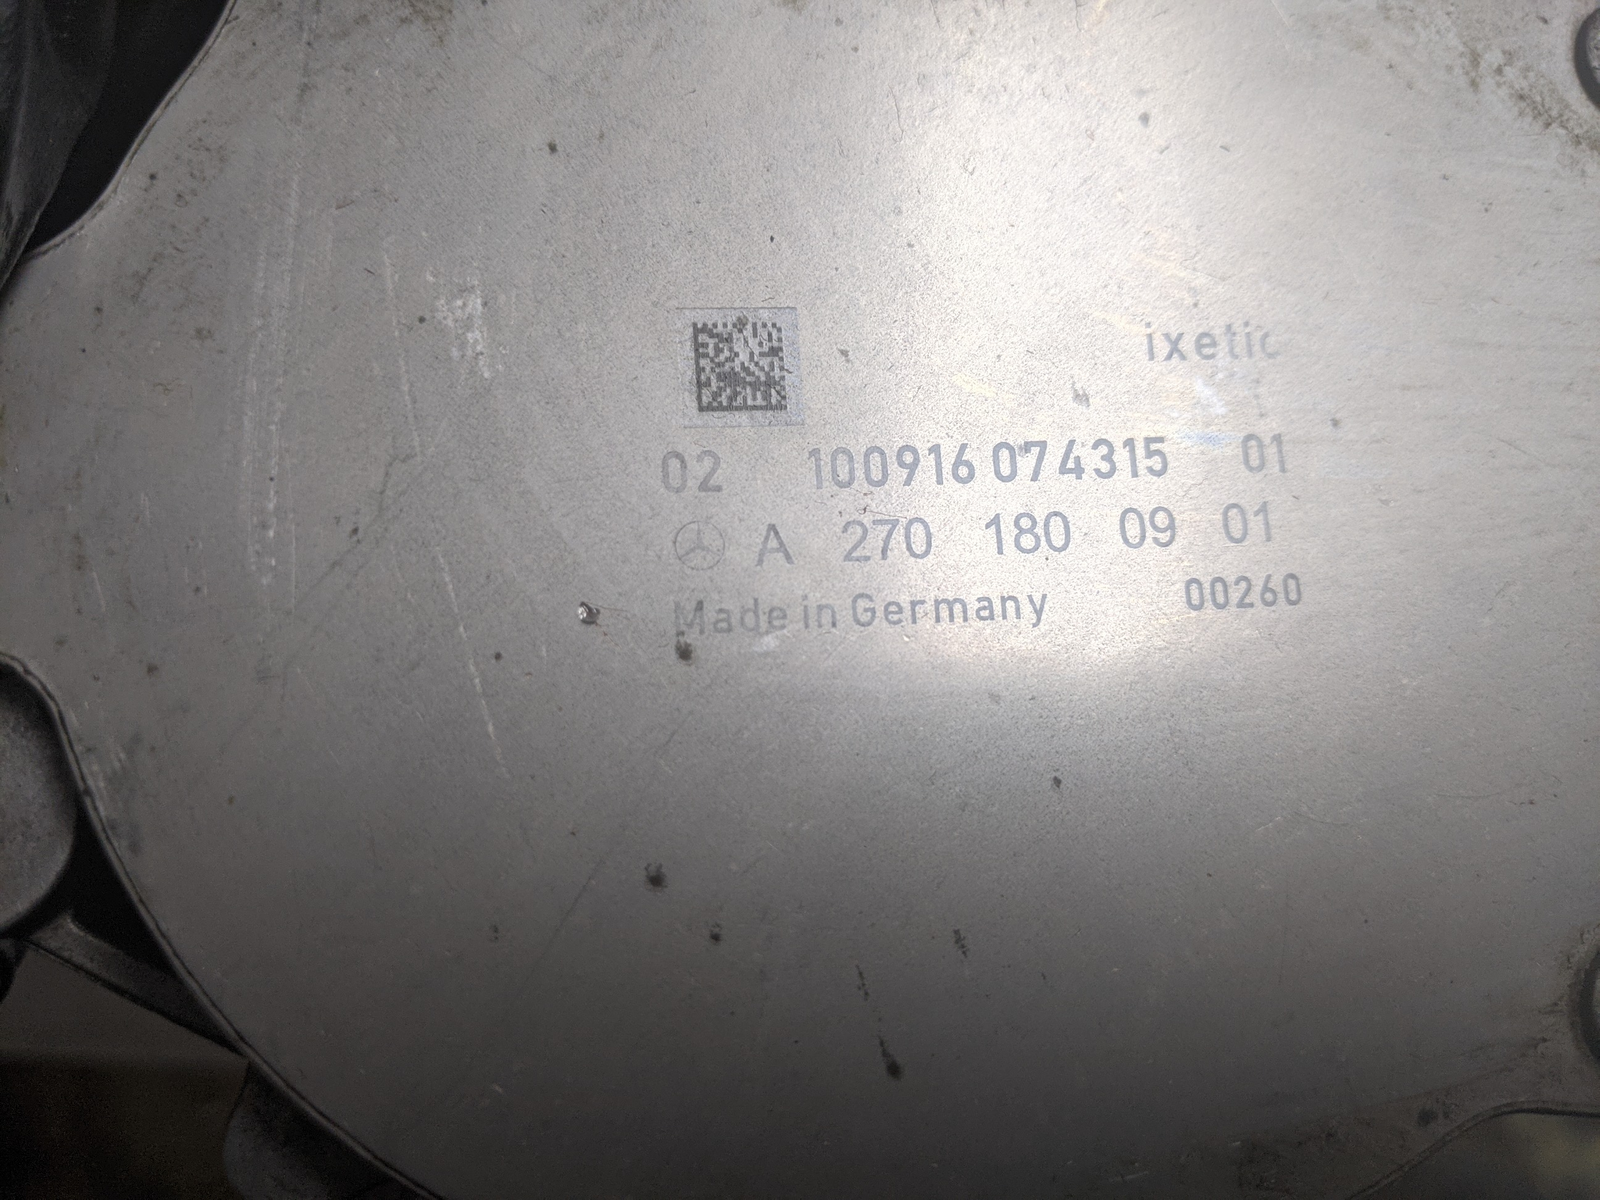 ixetic
02 100916 074315 01
A 270 180 09 01
Made in Germany 00260